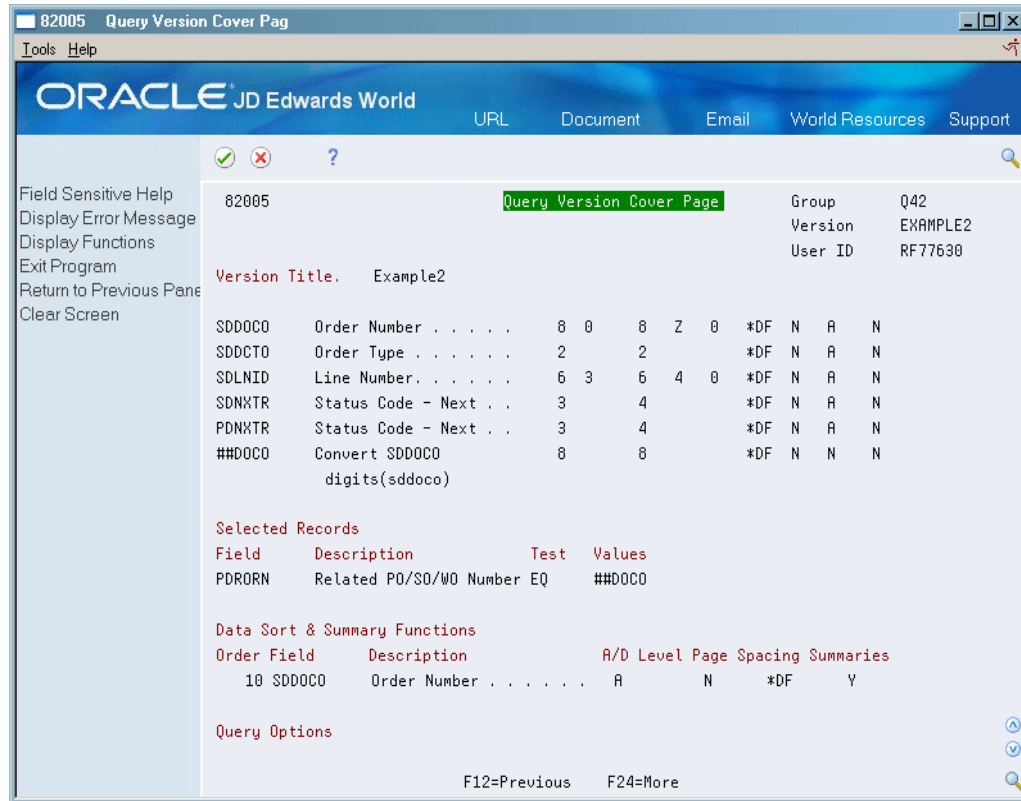 82005 Query Version Cover Pag
Tools Help
ORACLE JD Edwards World
URL Document Email World Resources Support
?
Field Sensitive Help
Display Error Message
Display Functions
Exit Program
Return to Previous Pane
Clear Screen
82005 Query Version Cover Page Group Q42
Version EXAMPLE2
User ID RF77630
Version Title. Example2
SDDOCO Order Number . . . . . 8 0 8 Z 0 *DF N A N
SDDCTO Order Type . . . . . . 2 2 *DF N A N
SDLNID Line Number. . . . . . 6 3 6 4 0 *DF N A N
SDNXTR Status Code - Next . . 3 4 *DF N A N
PDNXTR Status Code - Next . . 3 4 *DF N A N
##DOCO Convert SDDOCO 8 8 *DF N N N
digits(sddoco)
Selected Records
Field Description Test Values
PDRORN Related PO/SO/WO Number EQ ##DOCO
Data Sort & Summary Functions
Order Field Description A/D Level Page Spacing Summaries
10 SDDOCO Order Number . . . . . . A N *DF Y
Query Options
F12=Previous F24=More